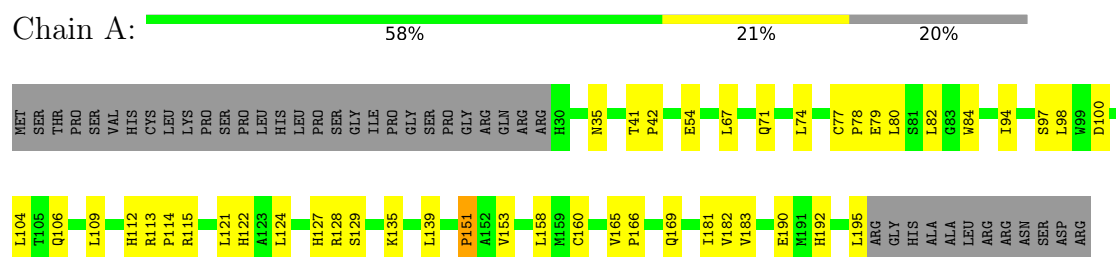 Chain A:
58% 21% 20%
MET SER THR PRO SER VAL HIS CYS LEU LYS PRO SER PRO LEU HIS LEU PRO SER GLY ILE PRO GLY SER PRO GLY ARG GLN ARG ARG H30 N35 T41 P42 E54 L67 Q71 L74 C77 P78 E79 L80 S81 L82 G83 W84 I94 S97 L98 W99 D100
L104 T105 Q106 L109 H112 R113 P114 R115 L121 H122 A123 L124 H127 R128 S129 K135 L139 P151 A152 V153 L158 M159 C160 V165 P166 Q169 I181 V182 V183 E190 M191 H192 L195 ARG GLY HIS ALA ALA LEU ARG ARG ASN SER ASP ARG